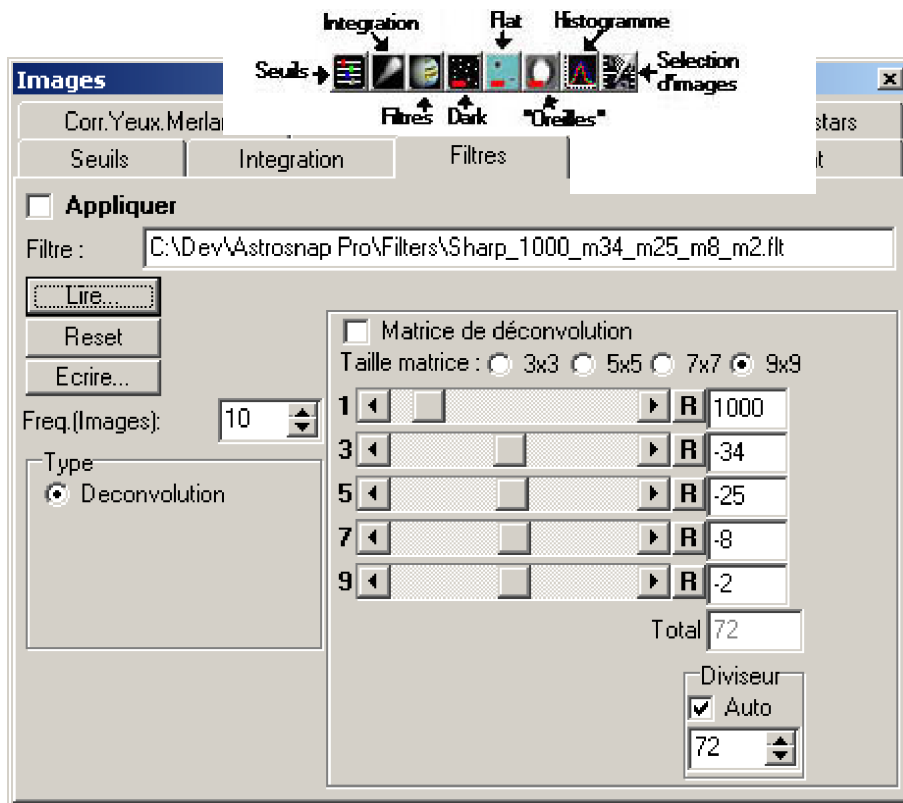 Integration Flat Histogramme
Seuils Selection d'images
Filtres Dark "Oreilles"
Images
Corr.Yeux.Merla stars
Seuils Integration Filtres t
Appliquer
Filtre : C:\Dev\Astrosnap Pro\Filters\Sharp_1000_m34_m25_m8_m2.flt
Lire...
Reset
Ecrire...
Freq.(Images): 10
Type
Deconvolution
Matrice de déconvolution
Taille matrice : 3x3 5x5 7x7 9x9
1 R 1000
3 R -34
5 R -25
7 R -8
9 R -2
Total 72
Diviseur
Auto
72